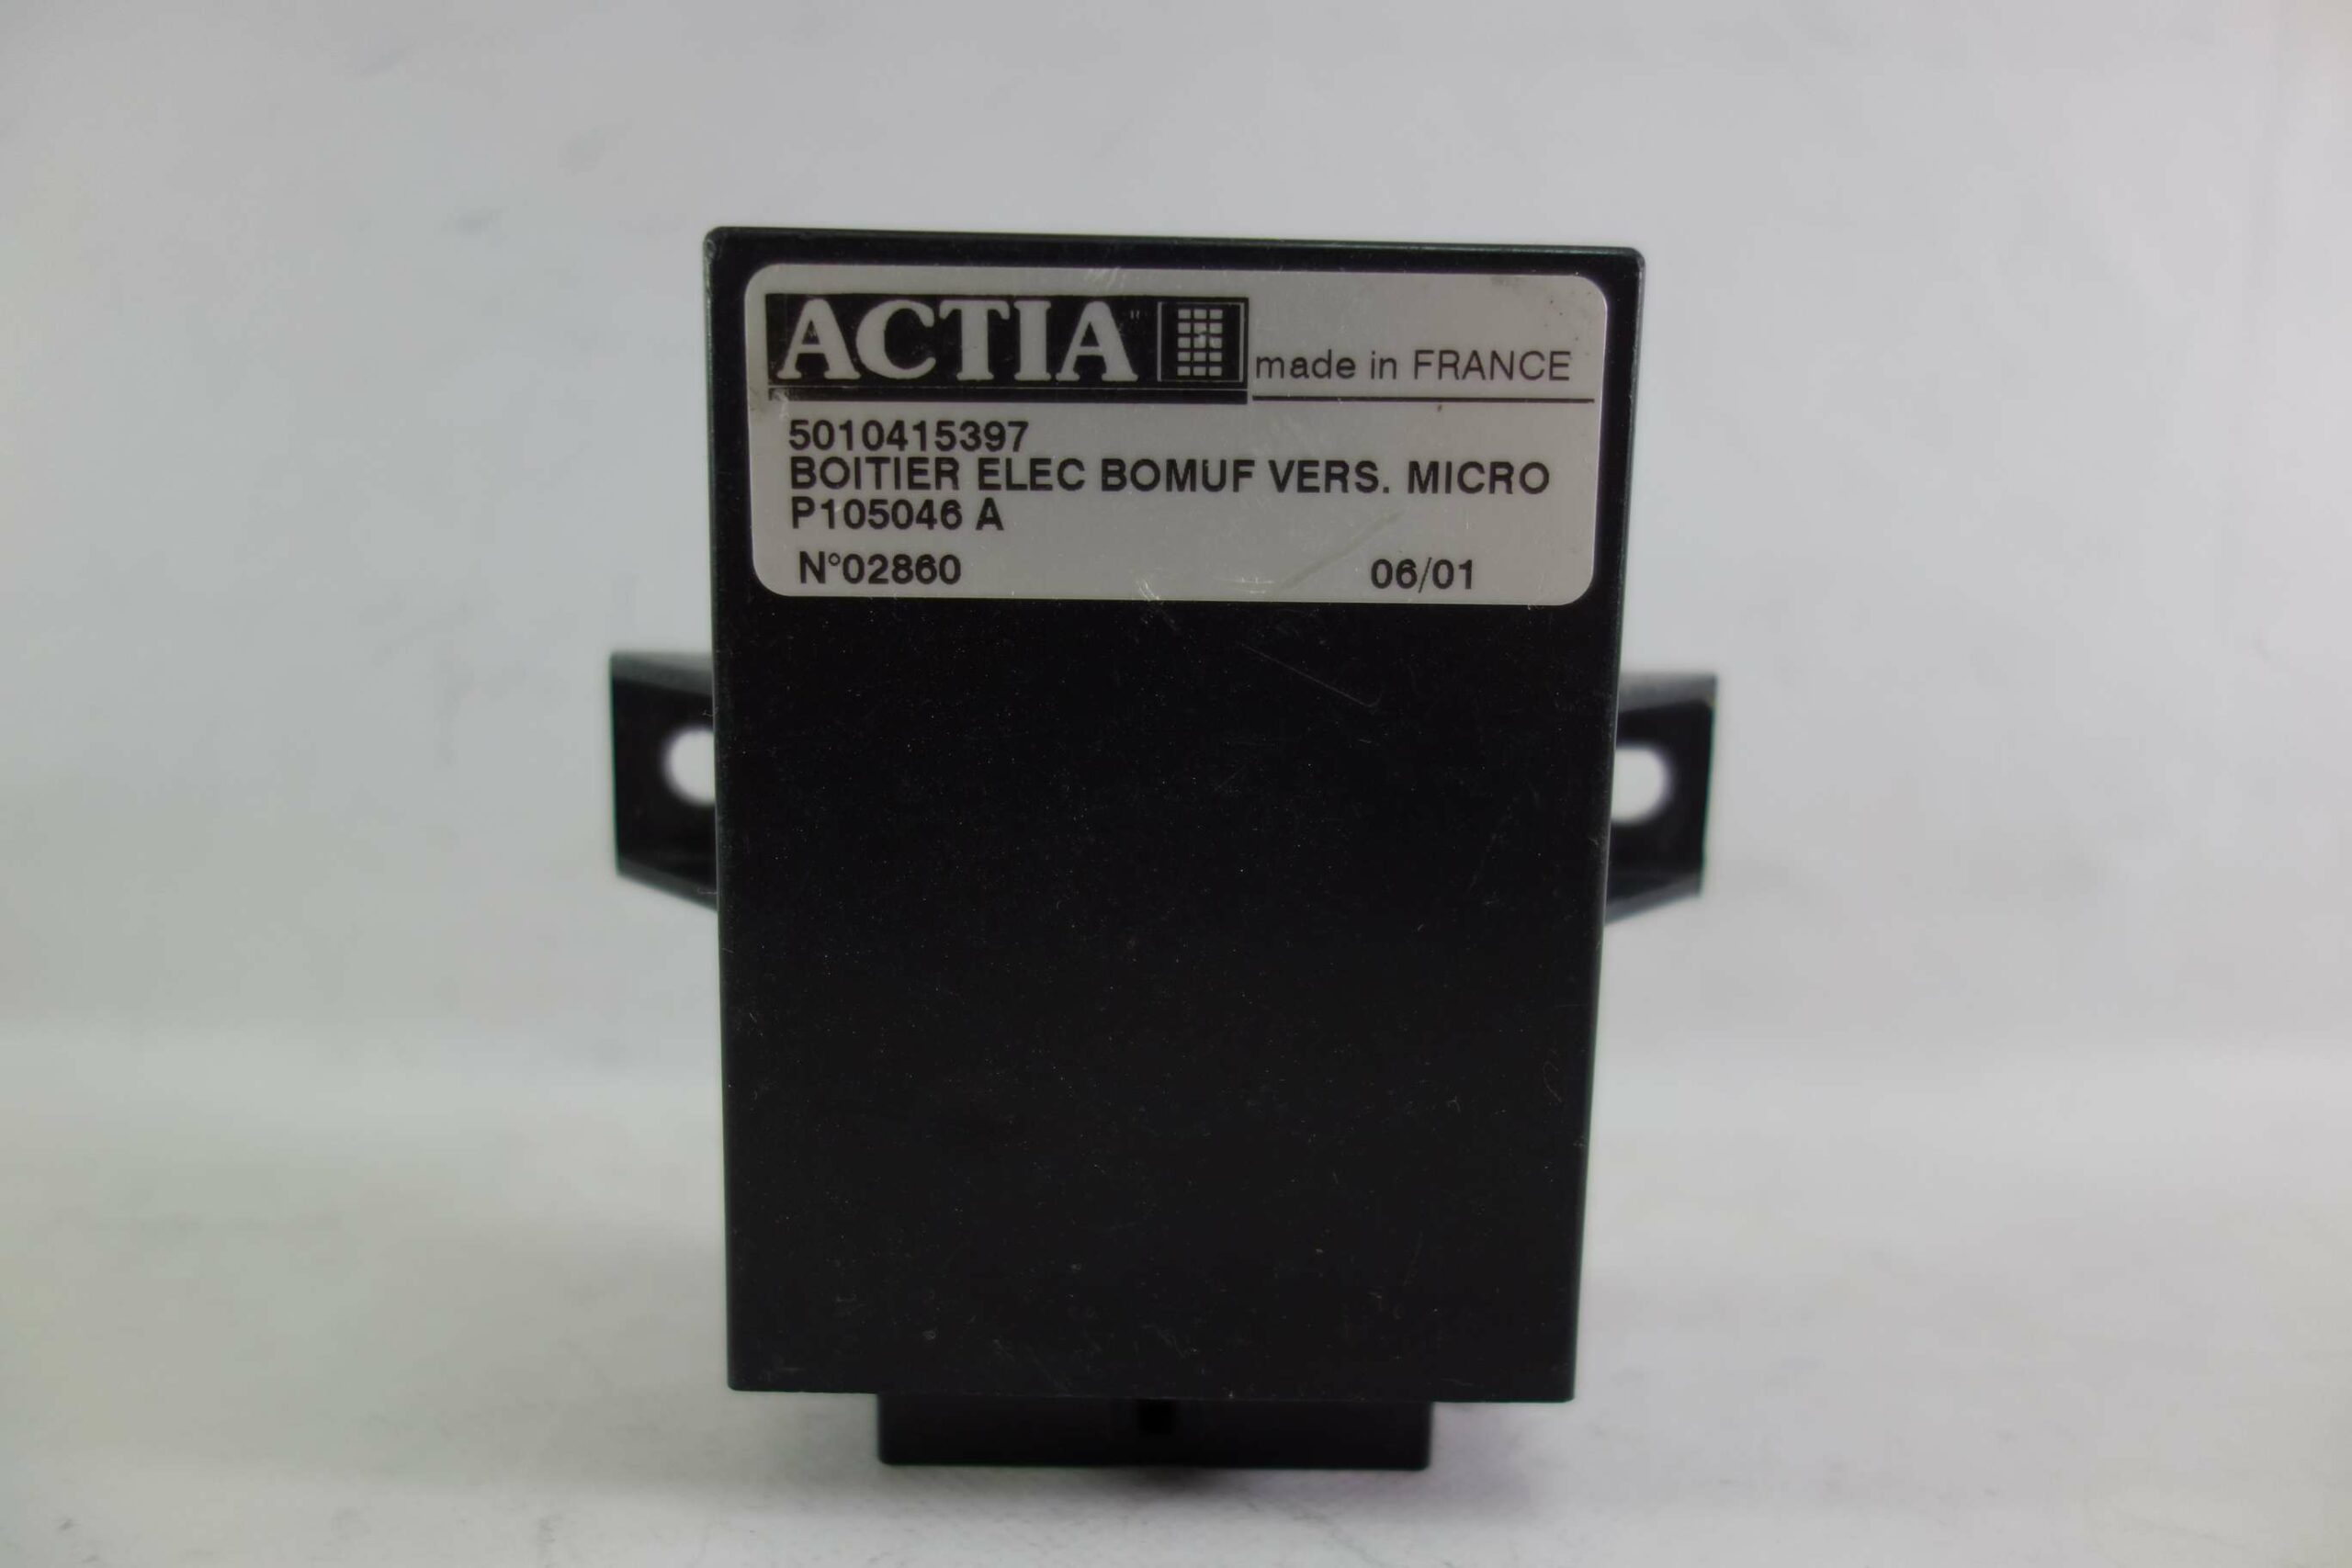 ACTIA made in FRANCE
5010415397
BOITIER ELEC BOMUF VERS. MICRO
P105046 A
N°02860 06/01